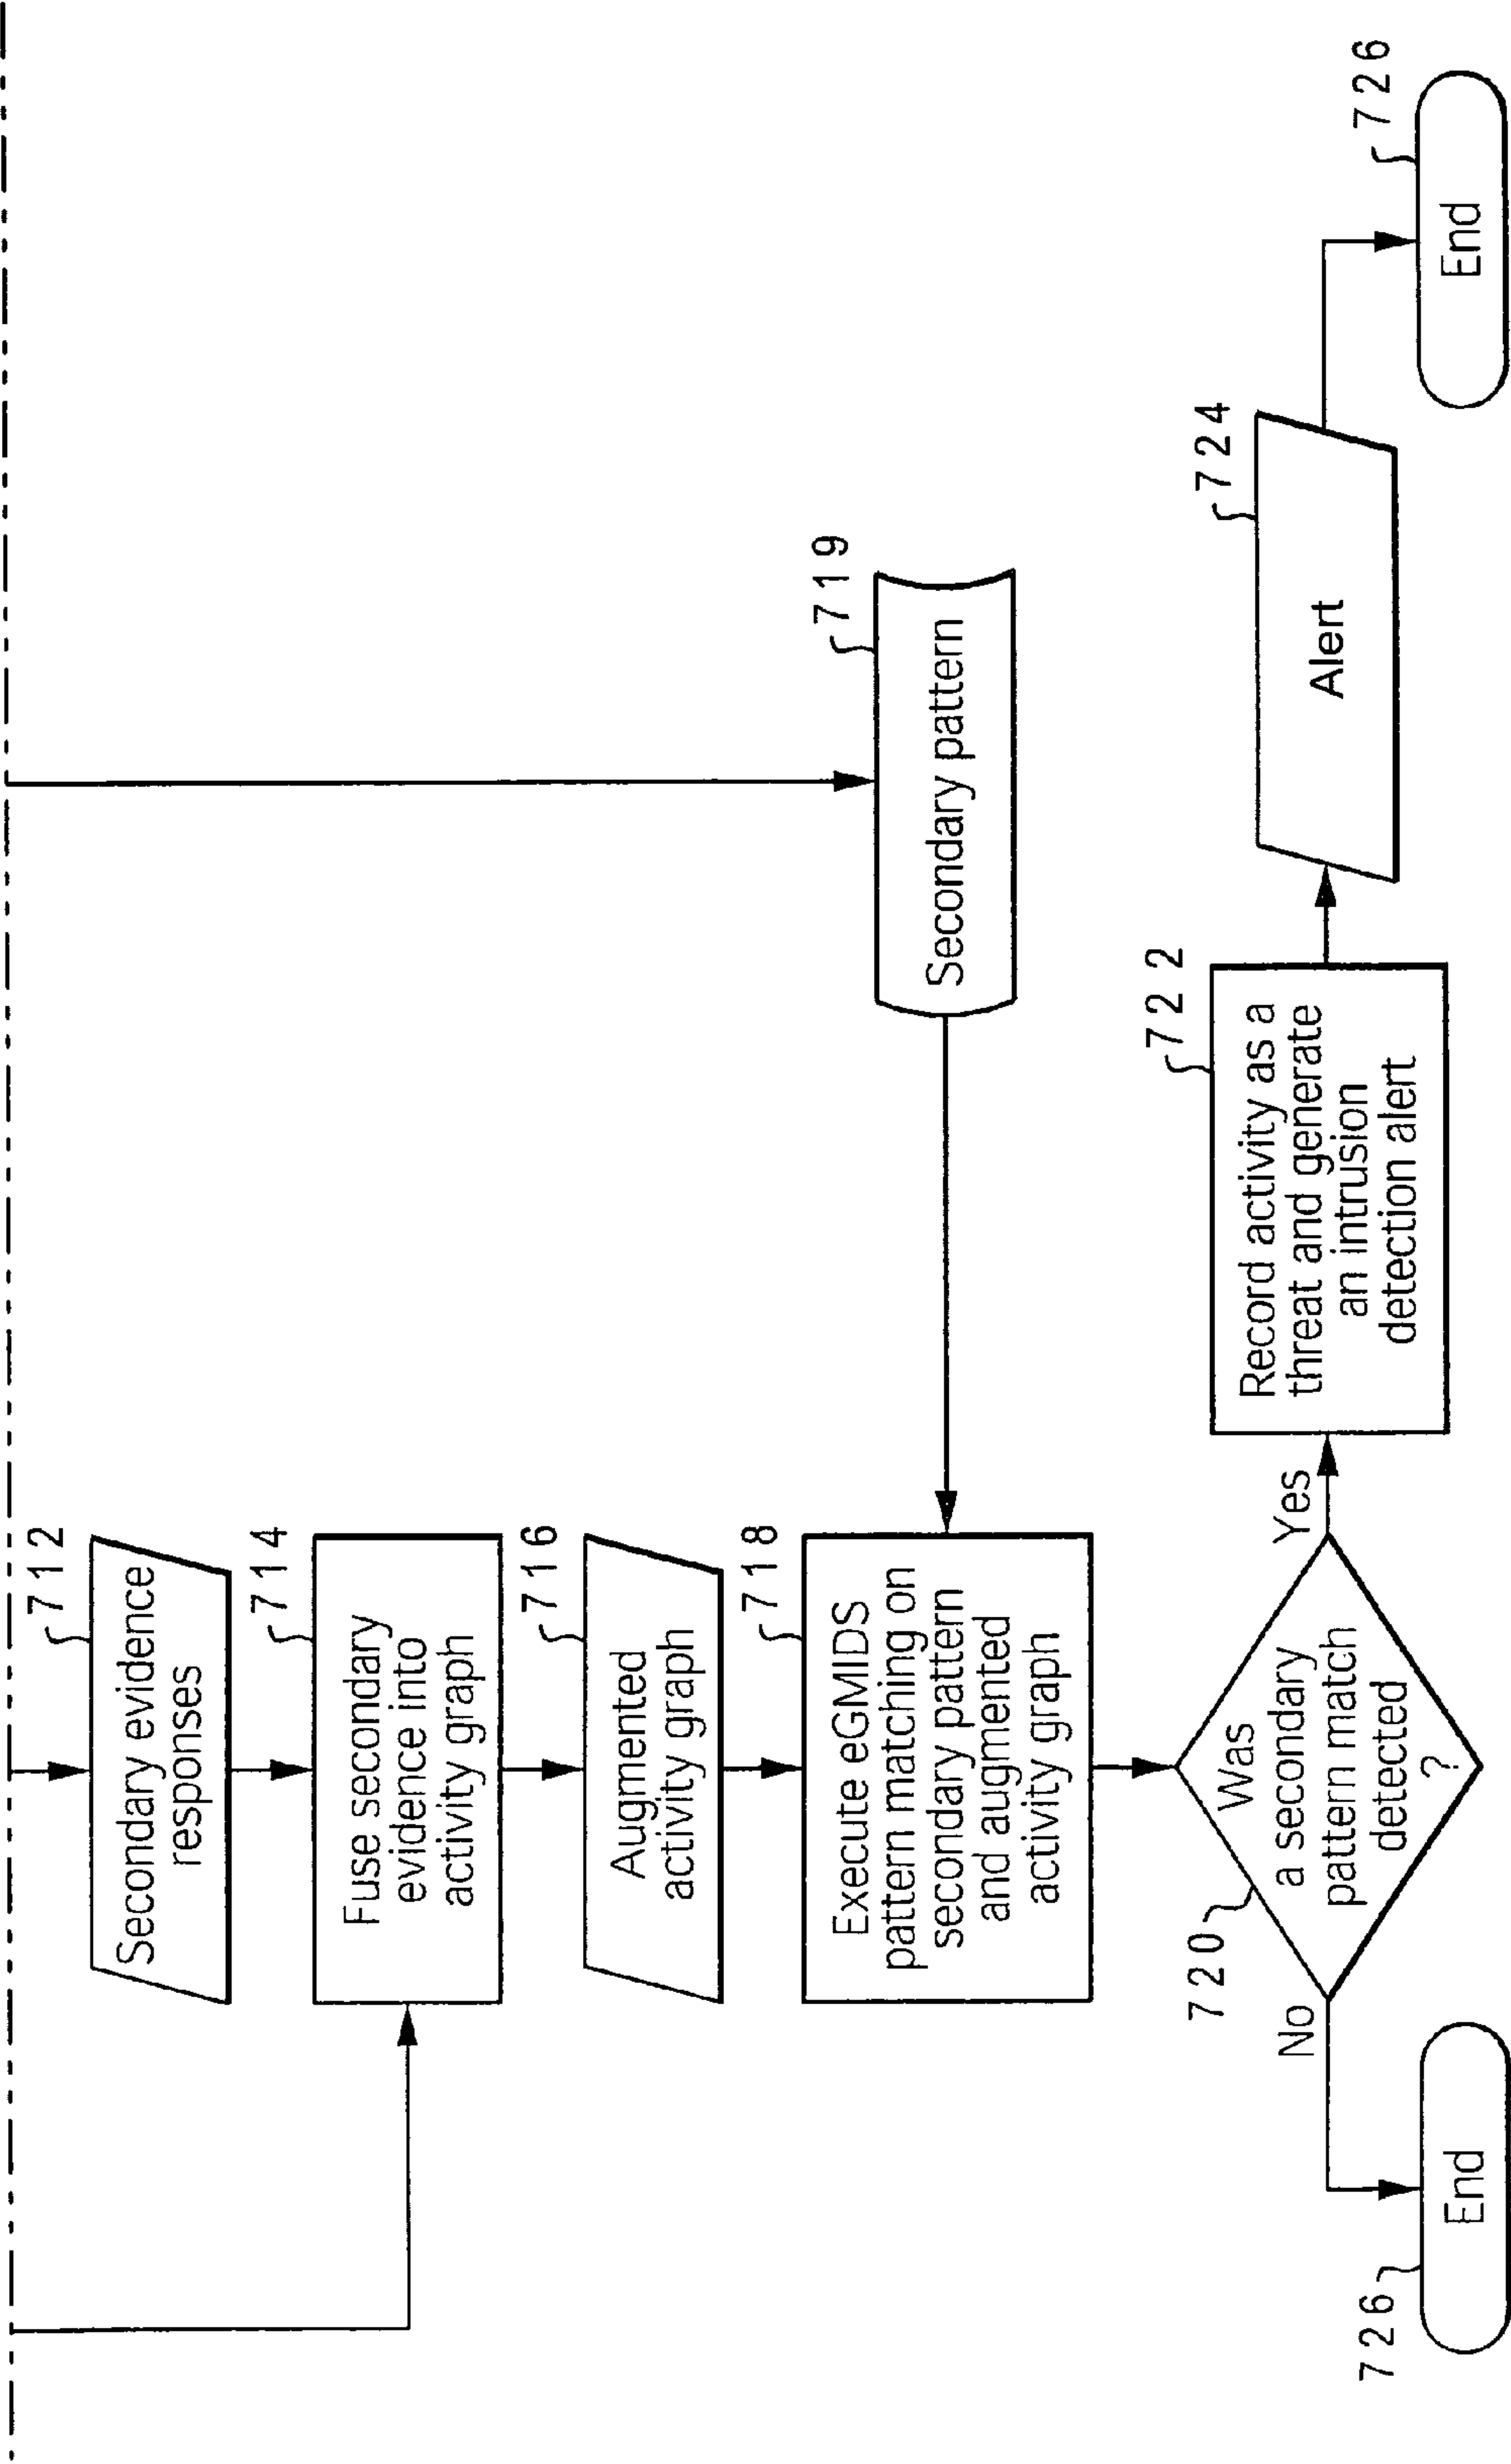 712
Secondary evidence
responses
714
Fuse secondary
evidence into
activity graph
716
Augmented
activity graph
718
Execute eGMIDS
pattern matching on
secondary pattern
and augmented
activity graph
719
Secondary pattern
720
Was
a secondary
pattern match
detected
?
No
726
End
Yes
722
Record activity as a
threat and generate
an intrusion
detection alert
724
Alert
726
End